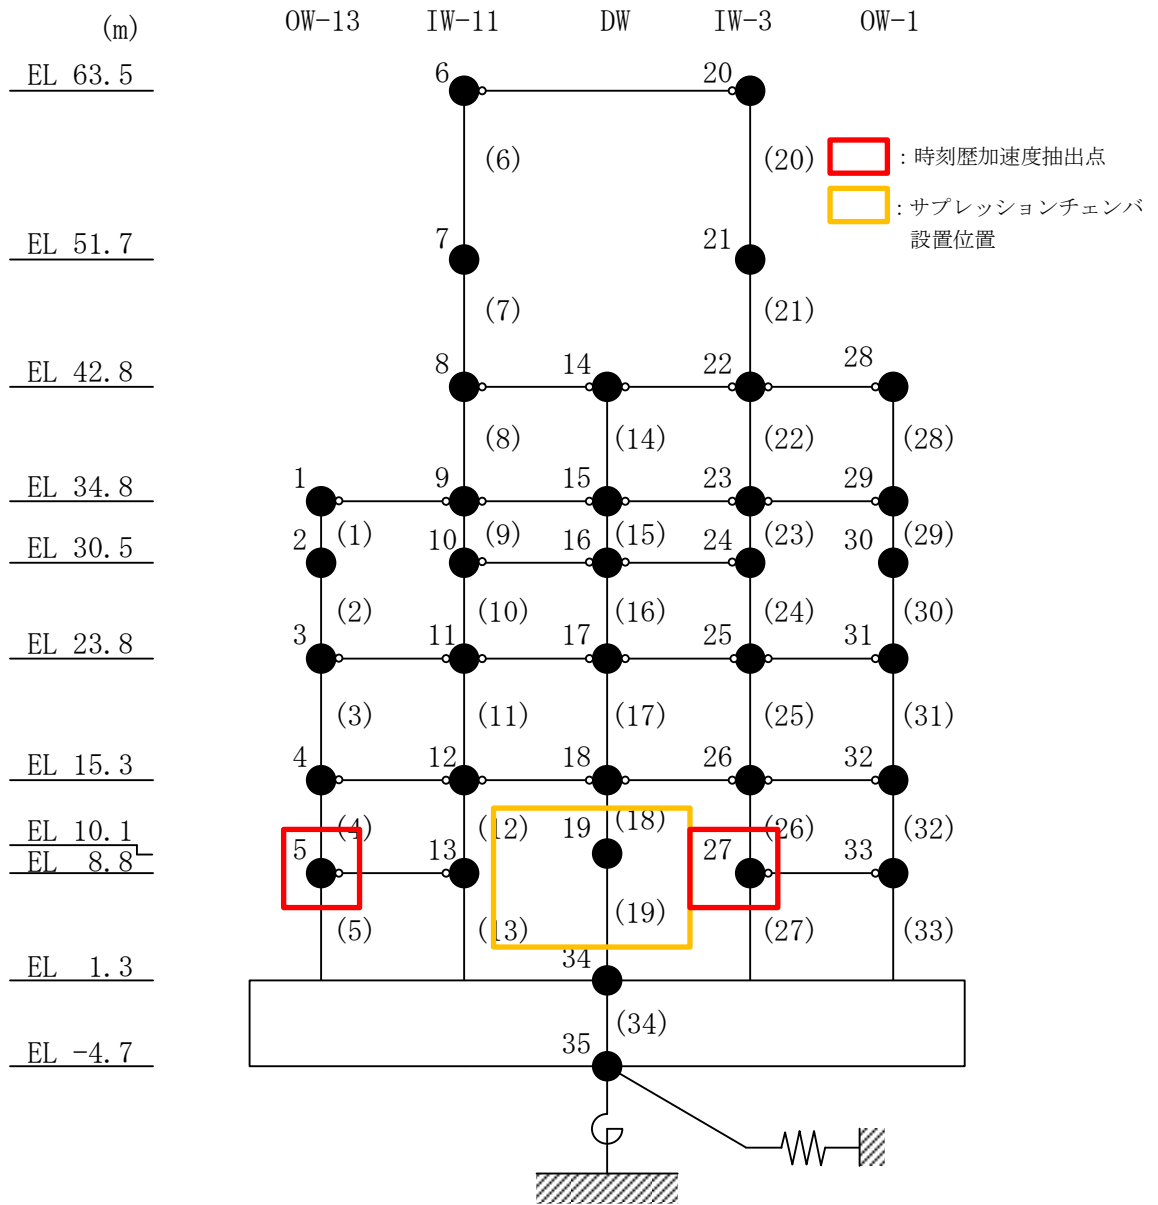 (m) OW-13 IW-11 DW IW-3 OW-1
EL 63.5 6 20
(6) (20)
: 時刻歴加速度抽出点
: サプレッションチェンバ
設置位置
EL 51.7 7 21
(7) (21)
EL 42.8 8 14 22 28
(8) (14) (22) (28)
EL 34.8 1 9 15 23 29
(1) (9) (15) (23) (29)
EL 30.5 2 10 16 24 30
(2) (10) (16) (24) (30)
EL 23.8 3 11 17 25 31
(3) (11) (17) (25) (31)
EL 15.3 4 12 18 26 32
(4) (12) (18) (26) (32)
EL 10.1 19
EL 8.8 5 13 27 33
(5) (13) (19) (27) (33)
EL 1.3 34
(34)
EL -4.7 35